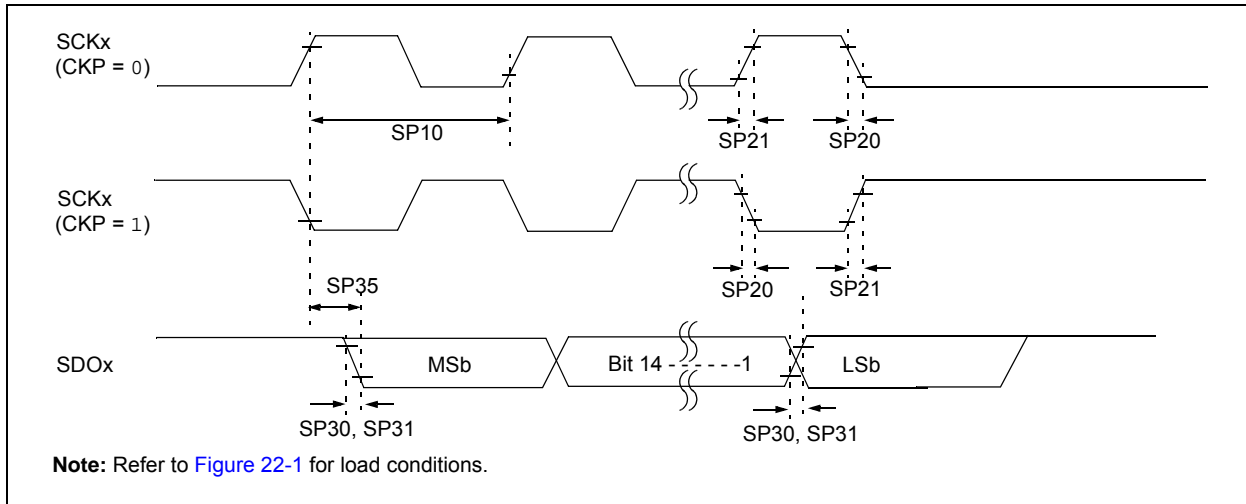 SCKx
(CKP = 0)
SP10
SP21
SP20
SCKx
(CKP = 1)
SP35
SP20
SP21
SDOx
MSb
Bit 14 - - - - - -1
LSb
SP30, SP31
SP30, SP31
Note: Refer to Figure 22-1 for load conditions.